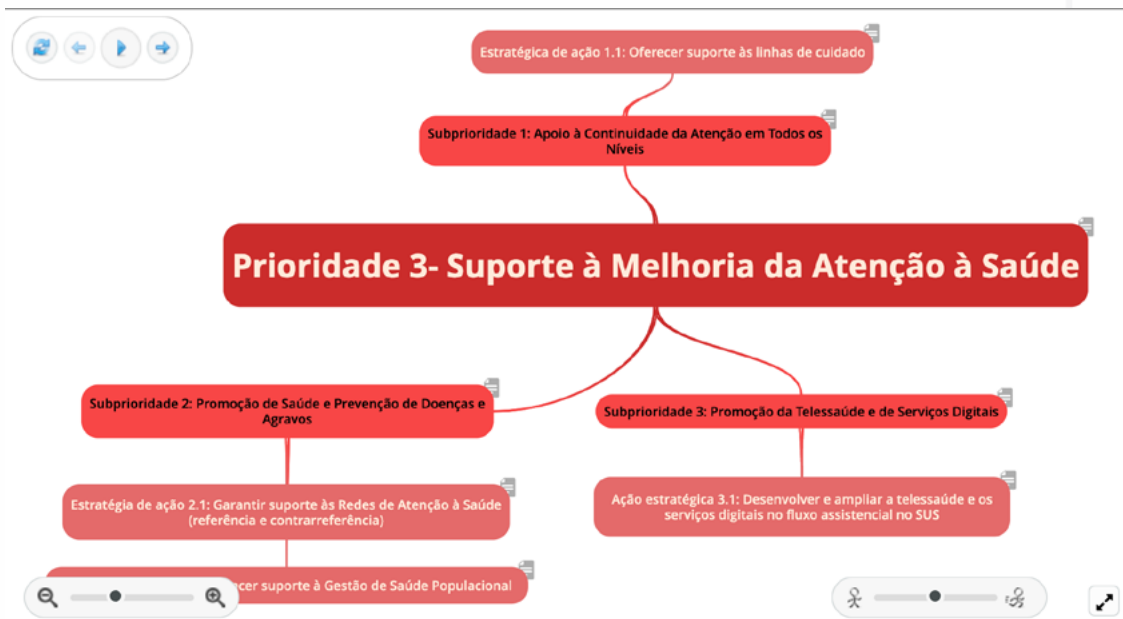 Estratégica de ação 1.1: Oferecer suporte às linhas de cuidado
Subprioridade 1: Apoio à Continuidade da Atenção em Todos os
Níveis
Prioridade 3- Suporte à Melhoria da Atenção à Saúde
Subprioridade 2: Promoção de Saúde e Prevenção de Doenças e
Agravos
Subprioridade 3: Promoção da Telessaúde e de Serviços Digitais
Estratégia de ação 2.1: Garantir suporte às Redes de Atenção à Saúde
(referência e contrarreferência)
Ação estratégica 3.1: Desenvolver e ampliar a telessaúde e os
serviços digitais no fluxo assistencial no SUS
suporte à Gestão de Saúde Populacional